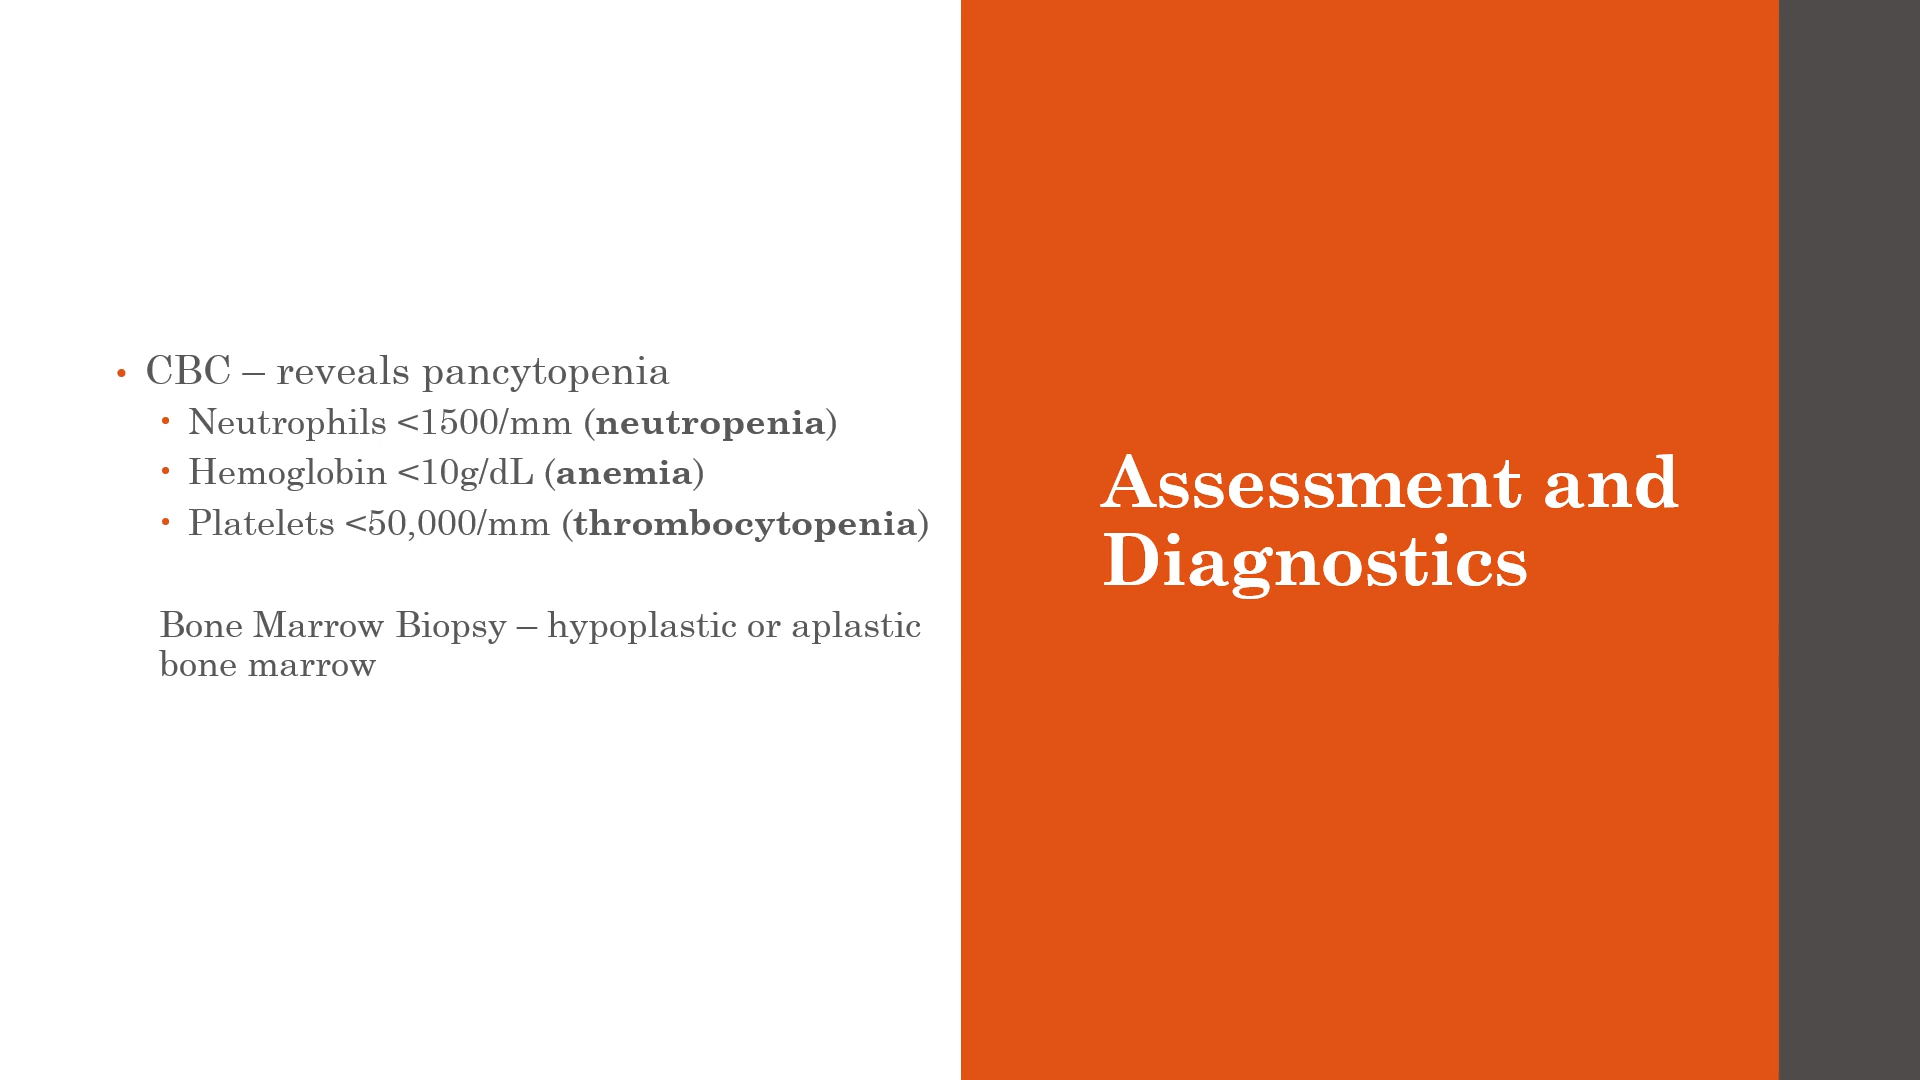 • CBC – reveals pancytopenia
• Neutrophils <1500/mm (neutropenia)
• Hemoglobin <10g/dL (anemia)
• Platelets <50,000/mm (thrombocytopenia)
Bone Marrow Biopsy – hypoplastic or aplastic
bone marrow
Assessment and
Diagnostics